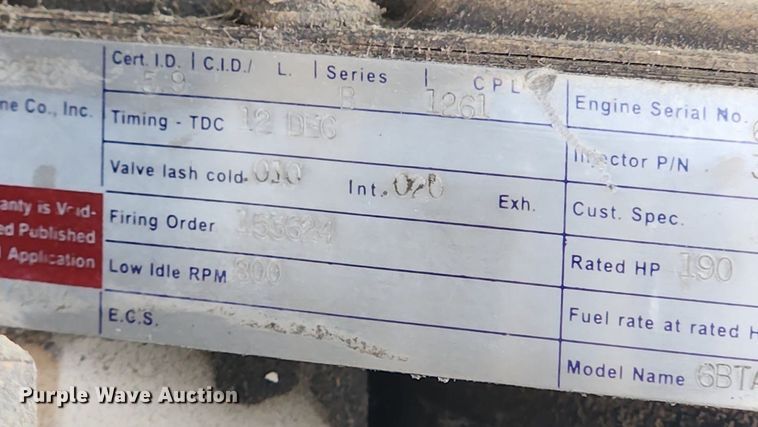 Cert. I.D. | C.I.D./ L. | Series | CPL
5.9 B 1261
ne Co., Inc.
Timing - TDC 12 DEG
Valve lash cold .010 Int. .020 Exh.
anty is Void-
ed Published
Application
Firing Order 153624
Low Idle RPM 800
E.C.S.
Engine Serial No.
Injector P/N
Cust. Spec.
Rated HP 190
Fuel rate at rated H
Model Name 6BTA
Purple Wave Auction